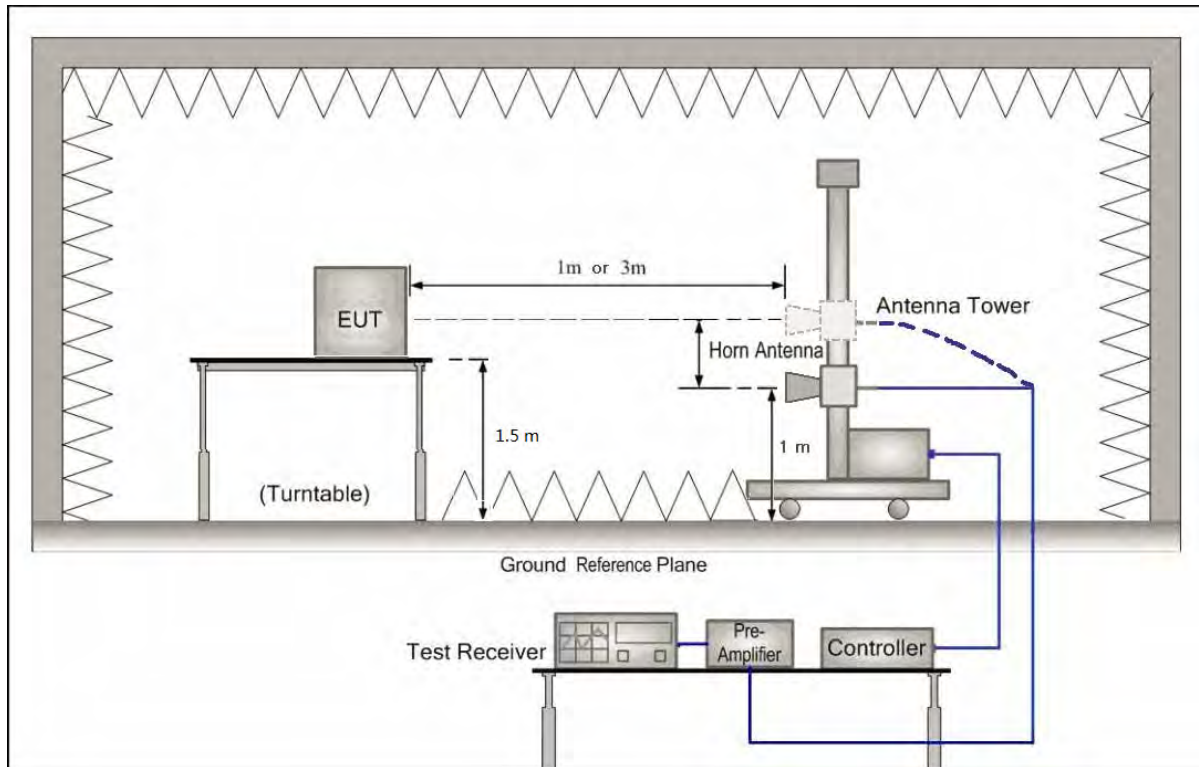 1m or 3m
EUT
Antenna Tower
Horn Antenna
1.5 m
1 m
(Turntable)
Ground Reference Plane
Test Receiver
Pre-
Amplifier
Controller